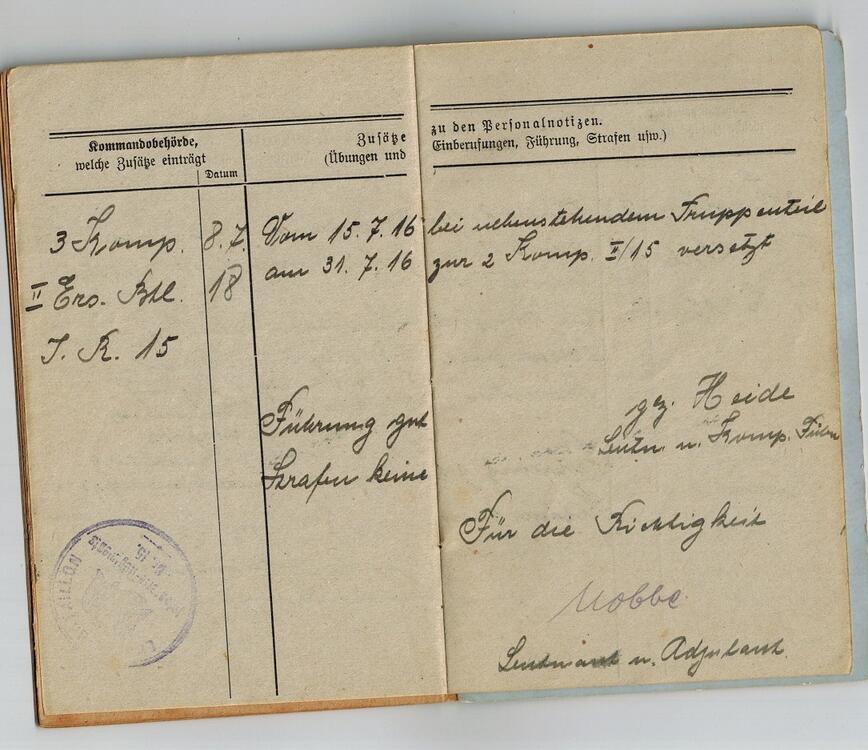 Kommandobehörde,
welche Zusätze einträgt
Datum
Zusätze zu den Personalnotizen.
(Übungen und Einberufungen, Führung, Strafen usw.)
3 Komp. 8.7. Vom 15.7.16 bei nebenstehendem Truppenteil
II Ers. Btl. 18 am 31.7.16 zur 2 Komp. I/15 versetzt
J. R. 15
gez. Heide
Führung gut Leutn. u. Komp. Führ
Strafen keine
Für die Richtigkeit
Nobbe
Leutnant u. Adjutant